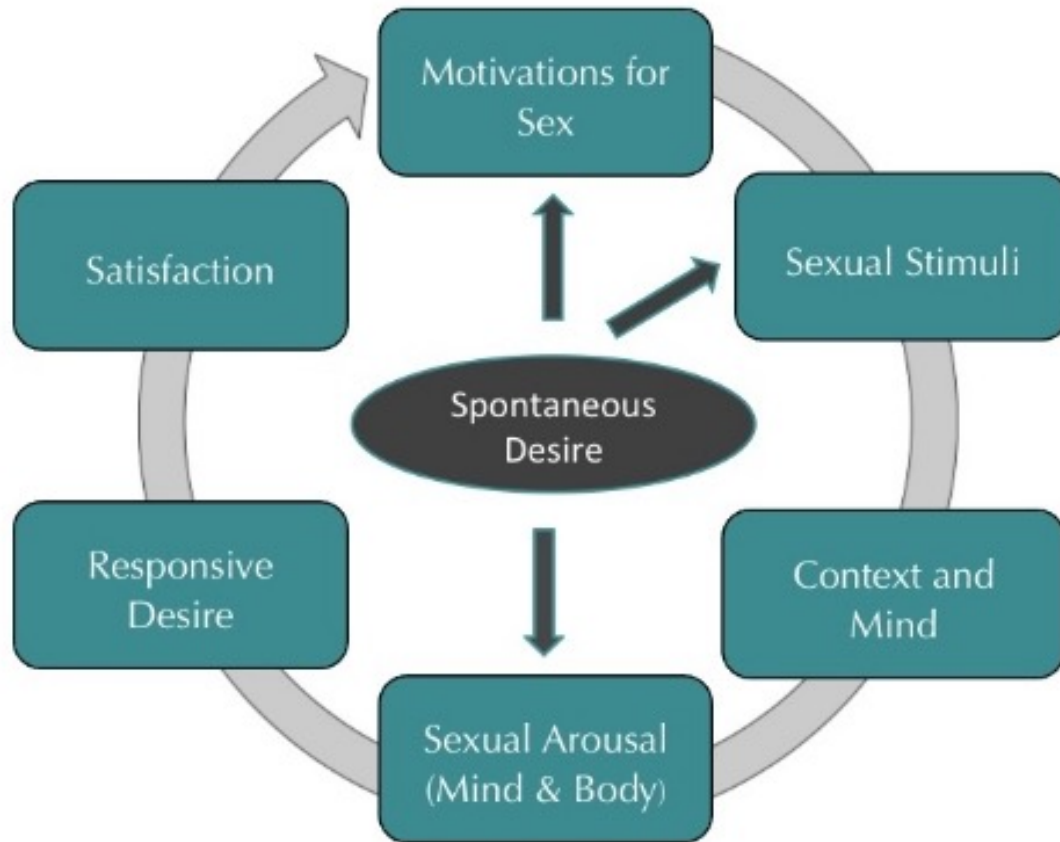 Motivations for
Sex
Sexual Stimuli
Context and
Mind
Sexual Arousal
(Mind & Body)
Responsive
Desire
Satisfaction
Spontaneous
Desire